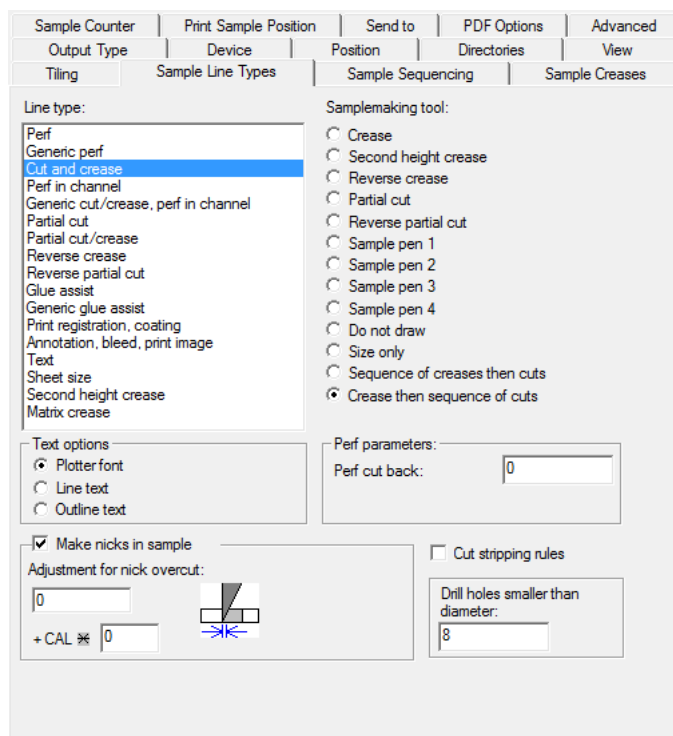 Sample Counter
Print Sample Position
Send to
PDF Options
Advanced
Output Type
Device
Position
Directories
View
Tiling
Sample Line Types
Sample Sequencing
Sample Creases
Line type:
Perf
Generic perf
Cut and crease
Perf in channel
Generic cut/crease, perf in channel
Partial cut
Partial cut/crease
Reverse crease
Reverse partial cut
Glue assist
Generic glue assist
Print registration, coating
Annotation, bleed, print image
Text
Sheet size
Second height crease
Matrix crease
Samplemaking tool:
Crease
Second height crease
Reverse crease
Partial cut
Reverse partial cut
Sample pen 1
Sample pen 2
Sample pen 3
Sample pen 4
Do not draw
Size only
Sequence of creases then cuts
Crease then sequence of cuts
Text options
Plotter font
Line text
Outline text
Perf parameters:
Perf cut back:
0
Make nicks in sample
Adjustment for nick overcut:
0
+ CAL * 0
Cut stripping rules
Drill holes smaller than
diameter:
8